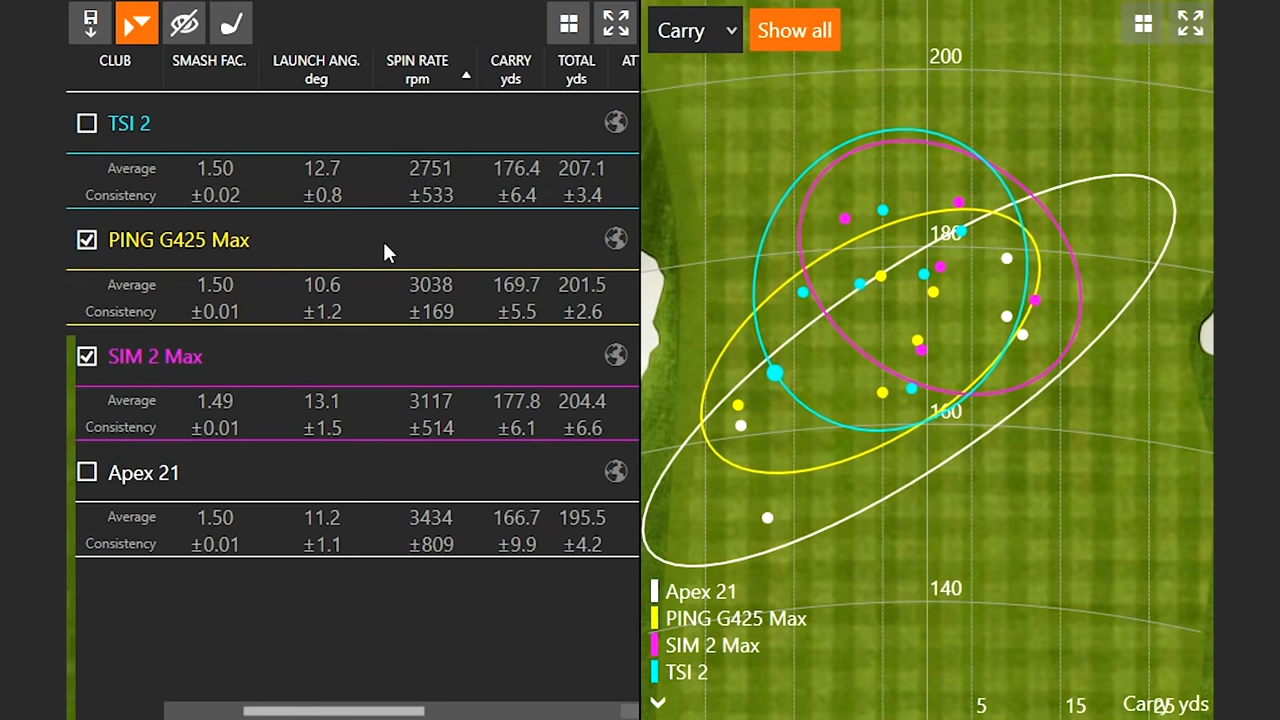 CLUB SMASH FAC. LAUNCH ANG. deg SPIN RATE rpm CARRY yds TOTAL yds AT
TSI 2
Average 1.50 12.7 2751 176.4 207.1
Consistency ±0.02 ±0.8 ±533 ±6.4 ±3.4
PING G425 Max
Average 1.50 10.6 3038 169.7 201.5
Consistency ±0.01 ±1.2 ±169 ±5.5 ±2.6
SIM 2 Max
Average 1.49 13.1 3117 177.8 204.4
Consistency ±0.01 ±1.5 ±514 ±6.1 ±6.6
Apex 21
Average 1.50 11.2 3434 166.7 195.5
Consistency ±0.01 ±1.1 ±809 ±9.9 ±4.2
Carry Show all
200
180
160
140
Apex 21
PING G425 Max
SIM 2 Max
TSI 2
5 15 25
Carry yds